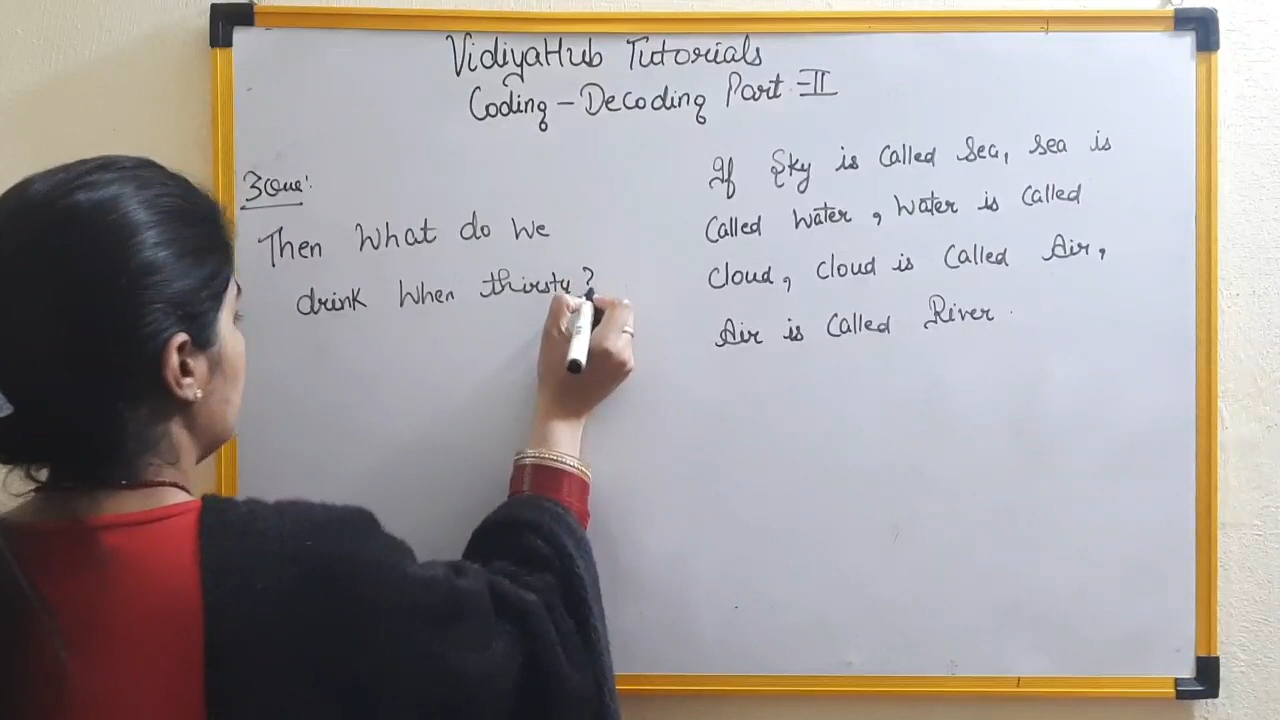 VidiyaHub Tutorials
Coding - Decoding Part - II
Then What do We
drink When thirsty?
If Sky is Called Sea, Sea is
Called Water, Water is Called
Cloud, Cloud is Called Air,
Air is Called River.